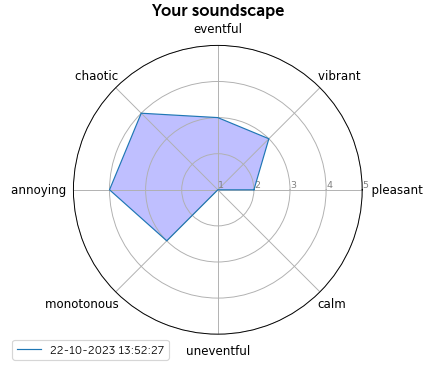 Your soundscape
eventful
chaotic
vibrant
annoying
1
2
3
4
5
pleasant
monotonous
calm
22-10-2023 13:52:27
uneventful